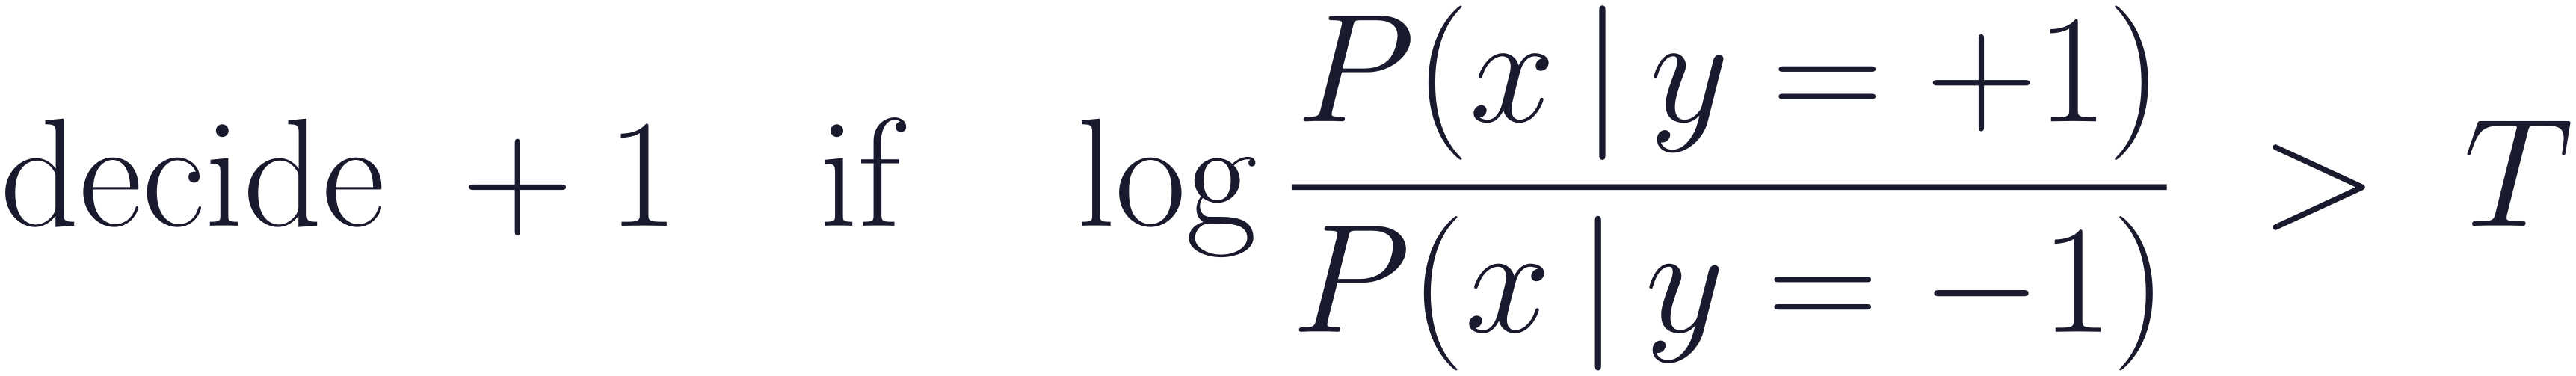 decide + 1 if log P(x | y = +1) / P(x | y = −1) > T